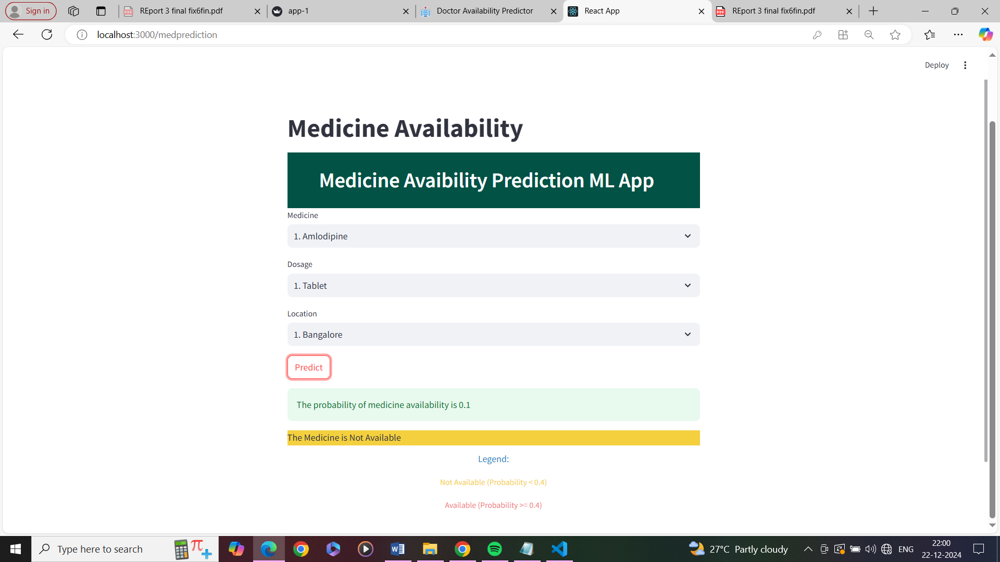 Sign in
REport 3 final fix6fin.pdf
app-1
Doctor Availability Predictor
React App
REport 3 final fix6fin.pdf
localhost:3000/medprediction
Deploy
Medicine Availability
Medicine Avaibility Prediction ML App
Medicine
1. Amlodipine
Dosage
1. Tablet
Location
1. Bangalore
Predict
The probability of medicine availability is 0.1
The Medicine is Not Available
Legend:
Not Available (Probability < 0.4)
Available (Probability >= 0.4)
Type here to search
27°C Partly cloudy
ENG
22:00
22-12-2024